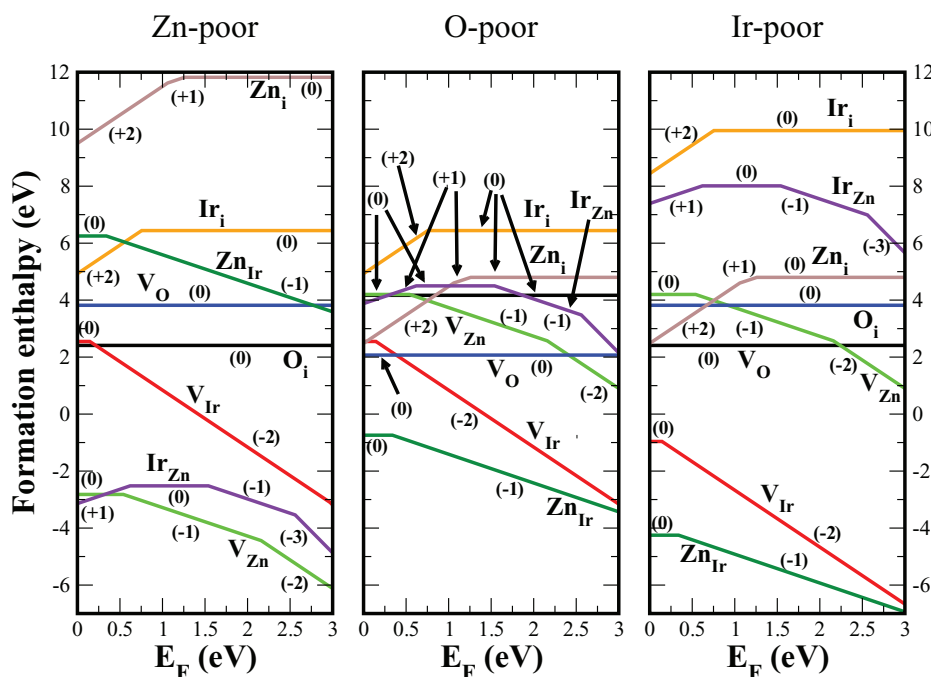 Zn-poor
O-poor
Ir-poor
Formation enthalpy (eV)
12
10
8
6
4
2
0
-2
-4
-6
Zn_i
(0)
(+1)
(+2)
Ir_i
(0)
(+2)
(0)
Zn_Ir
(-1)
V_O
(0)
(0)
O_i
(0)
V_Ir
(-2)
Ir_Zn
(-1)
(0)
(0)
(+1)
(-1)
(-3)
V_Zn
(-2)
0 0.5 1 1.5 2 2.5 3
E_F (eV)
(+2)
(+1)
(0)
(0)
Ir_i
Ir_Zn
Zn_i
(+2)
V_Zn
(-1)
(-1)
V_O
(0)
(-2)
(0)
(-2)
V_Ir
(0)
(-1)
Zn_Ir
0 0.5 1 1.5 2 2.5 3
E_F (eV)
Ir_i
(0)
(+2)
(0)
Ir_Zn
(+1)
(-1)
(-3)
Zn_i
(+1)
(0)
(0)
(0)
(-1)
O_i
(+2)
(0)
V_O
(-2)
V_Zn
(0)
V_Ir
(-2)
(0)
Zn_Ir
(-1)
12
10
8
6
4
2
0
-2
-4
-6
0 0.5 1 1.5 2 2.5 3
E_F (eV)